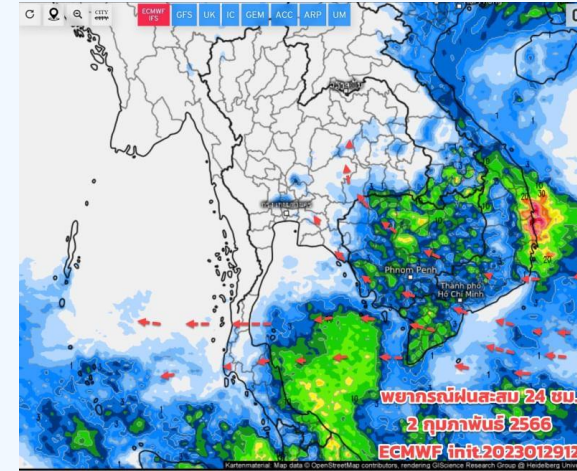 CITY
CITY
ECMWF
IFS
GFS
UK
IC
GEM
ACC
ARP
UM
Phnom Penh
Thành phố
Hồ Chí Minh
พยากรณ์ฝนสะสม 24 ชม.
2 กุมภาพันธ์ 2566
ECMWF init.2023012912
Kartenmaterial Map data © OpenStreetMap contributors, rendering GIScience Research Group @ Heidelberg Un